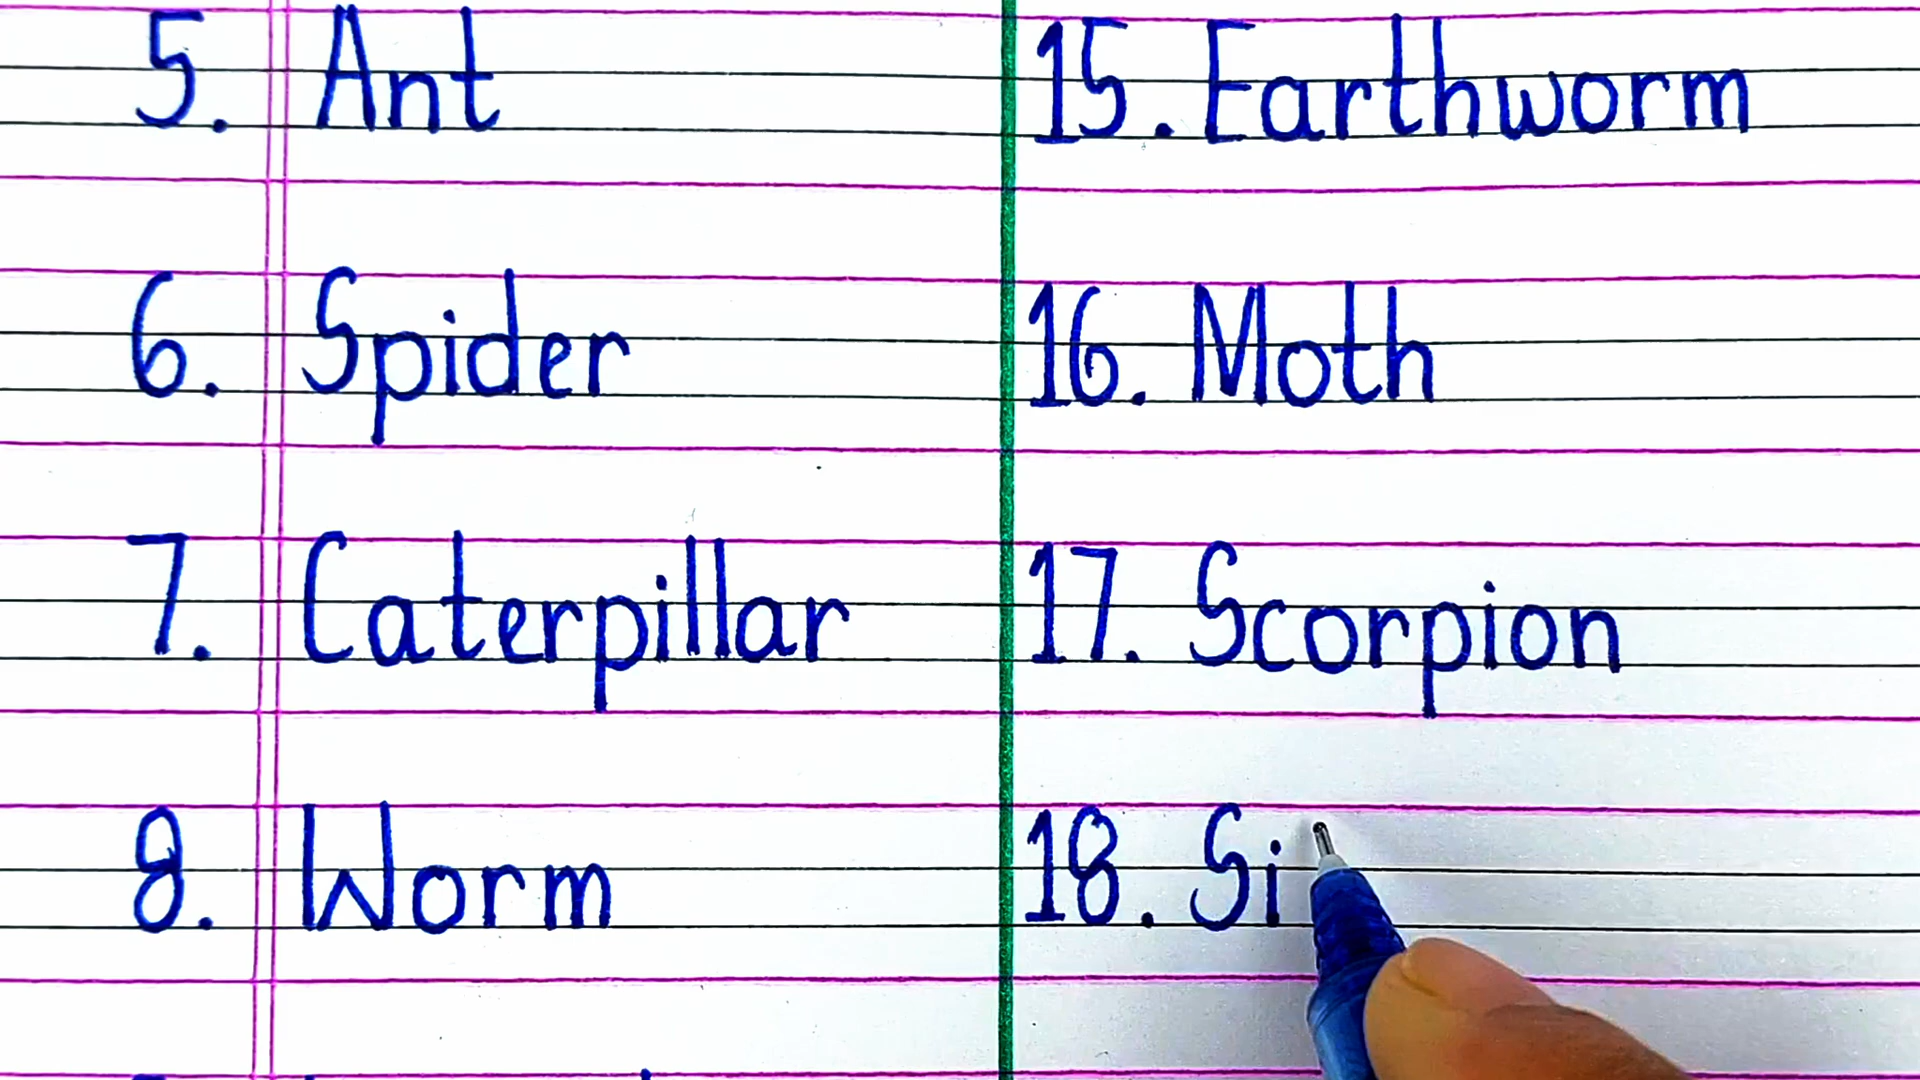 5. Ant
6. Spider
7. Caterpillar
8. Worm
15. Earthworm
16. Moth
17. Scorpion
18. Si